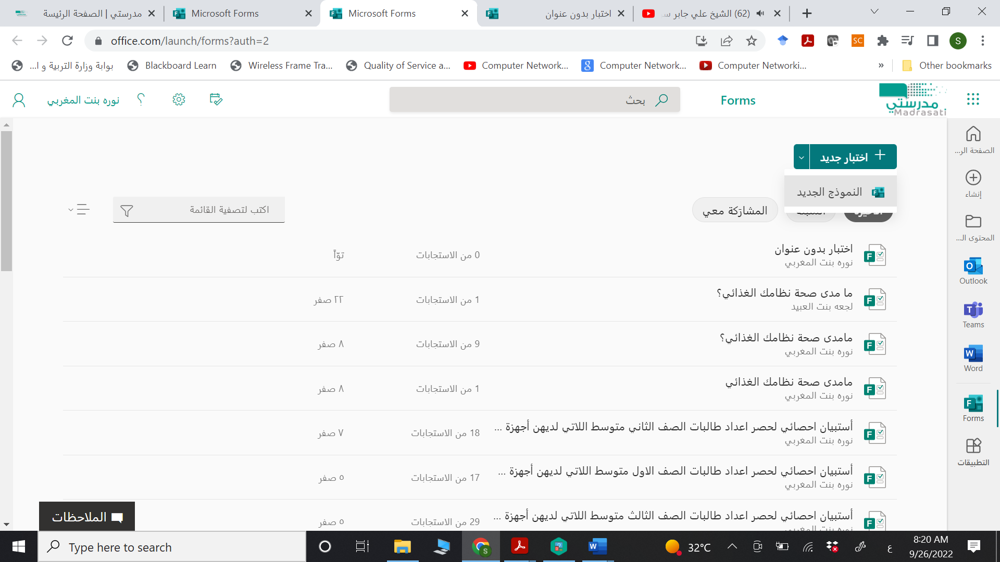 مدرستي | الصفحة الرئيسة
Microsoft Forms
Microsoft Forms
اختبار بدون عنوان
(62) الشيخ علي جابر
office.com/launch/forms?auth=2
S
SC
بوابة وزارة التربية و ا...
Blackboard Learn
Wireless Frame Tra...
Quality of Service a...
Computer Network...
Computer Network...
Computer Networki...
»
Other bookmarks
مدرستي
Madrasati
Forms
بحث
نوره بنت المغربي
الصفحة الر...
إنشاء
المحتوى الـ...
Outlook
Teams
Word
Forms
التطبيقات
اختبار جديد
النموذج الجديد
المشاركة معي
اكتب لتصفية القائمة
اختبار بدون عنوان
نوره بنت المغربي
0 من الاستجابات
توّاً
ما مدى صحة نظامك الغذائي؟
لجعه بنت العبيد
1 من الاستجابات
٢٢ صفر
مامدى صحة نظامك الغذائي؟
نوره بنت المغربي
9 من الاستجابات
٨ صفر
مامدى صحة نظامك الغذائي
نوره بنت المغربي
1 من الاستجابات
٨ صفر
أستبيان احصائي لحصر اعداد طالبات الصف الثاني متوسط اللاتي لديهن أجهزة ...
نوره بنت المغربي
18 من الاستجابات
٧ صفر
أستبيان احصائي لحصر اعداد طالبات الصف الاول متوسط اللاتي لديهن أجهزة ...
نوره بنت المغربي
17 من الاستجابات
٥ صفر
أستبيان احصائي لحصر اعداد طالبات الصف الثالث متوسط اللاتي لديهن أجهزة ...
29 من الاستجابات
٥ صفر
الملاحظات
Type here to search
32°C
ع
8:20 AM
9/26/2022